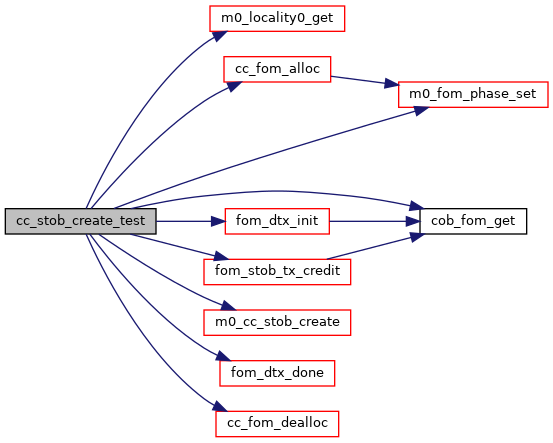 m0_locality0_get
cc_fom_alloc
m0_fom_phase_set
cc_stob_create_test
fom_dtx_init
cob_fom_get
fom_stob_tx_credit
m0_cc_stob_create
fom_dtx_done
cc_fom_dealloc